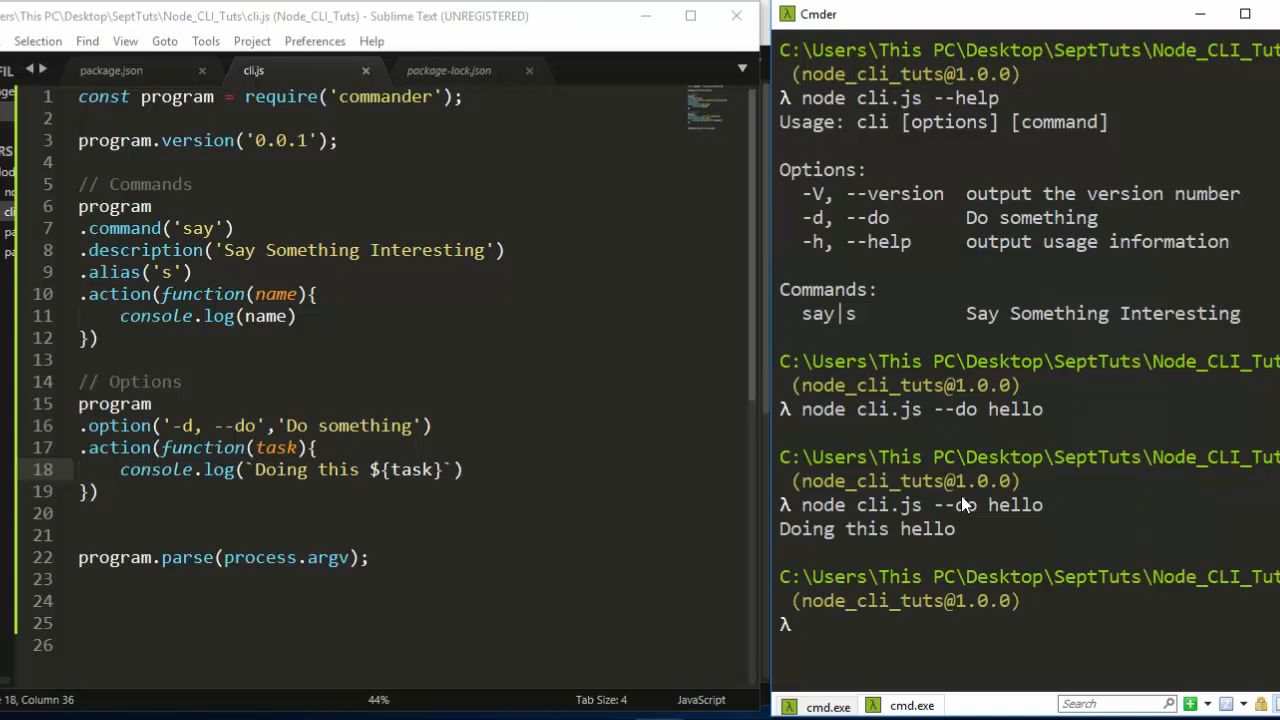 ers\This PC\Desktop\SeptTuts\Node_CLI_Tuts\cli.js (Node_CLI_Tuts) - Sublime Text (UNREGISTERED)
Selection Find View Goto Tools Project Preferences Help
package.json cli.js package-lock.json
1 const program = require('commander');
2
3 program.version('0.0.1');
4
5 // Commands
6 program
7 .command('say')
8 .description('Say Something Interesting')
9 .alias('s')
10 .action(function(name){
11 console.log(name)
12 })
13
14 // Options
15 program
16 .option('-d, --do','Do something')
17 .action(function(task){
18 console.log(`Doing this ${task}`)
19 })
20
21
22 program.parse(process.argv);
23
24
25
26
e 18, Column 36 44% Tab Size: 4 JavaScript
Cmder
C:\Users\This PC\Desktop\SeptTuts\Node_CLI_Tut
(node_cli_tuts@1.0.0)
λ node cli.js --help
Usage: cli [options] [command]
Options:
-V, --version output the version number
-d, --do Do something
-h, --help output usage information
Commands:
say|s Say Something Interesting
C:\Users\This PC\Desktop\SeptTuts\Node_CLI_Tut
(node_cli_tuts@1.0.0)
λ node cli.js --do hello
C:\Users\This PC\Desktop\SeptTuts\Node_CLI_Tut
(node_cli_tuts@1.0.0)
λ node cli.js --do hello
Doing this hello
C:\Users\This PC\Desktop\SeptTuts\Node_CLI_Tut
(node_cli_tuts@1.0.0)
λ
cmd.exe cmd.exe Search